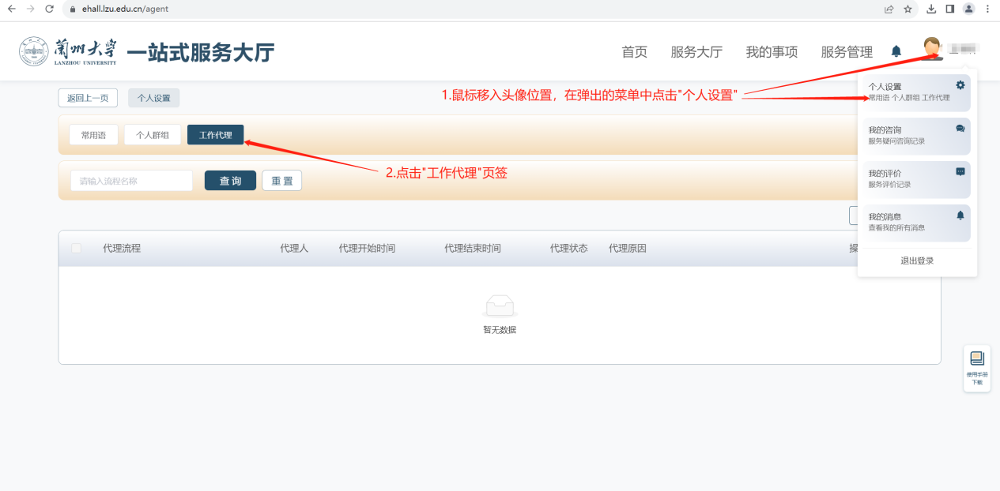 ehall.lzu.edu.cn/agent
兰州大学
LANZHOU UNIVERSITY
一站式服务大厅
首页 服务大厅 我的事项 服务管理
返回上一页 个人设置
1.鼠标移入头像位置，在弹出的菜单中点击"个人设置"
个人设置
常用语 个人群组 工作代理
常用语 个人群组 工作代理
我的咨询
服务疑问咨询记录
2.点击"工作代理"页签
我的评价
服务评价记录
请输入流程名称 查询 重置
我的消息
查看我的所有消息
代理流程 代理人 代理开始时间 代理结束时间 代理状态 代理原因
退出登录
暂无数据
使用手册
下载